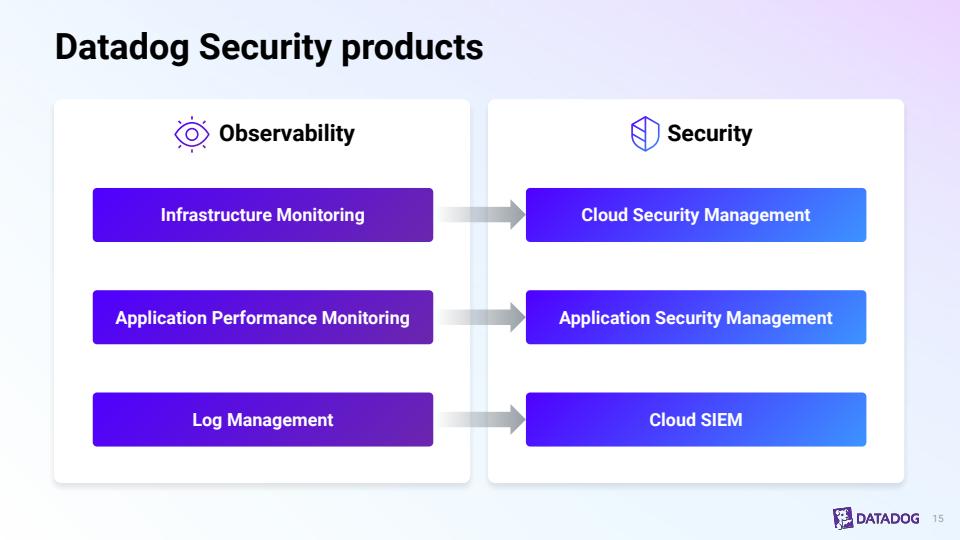 Datadog Security products
Observability
Security
Infrastructure Monitoring
Cloud Security Management
Application Performance Monitoring
Application Security Management
Log Management
Cloud SIEM
DATADOG
15